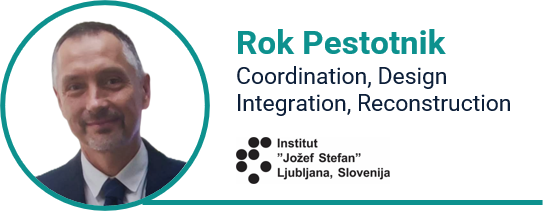 Rok Pestotnik
Coordination, Design
Integration, Reconstruction
Institut
"Jožef Stefan"
Ljubljana, Slovenija